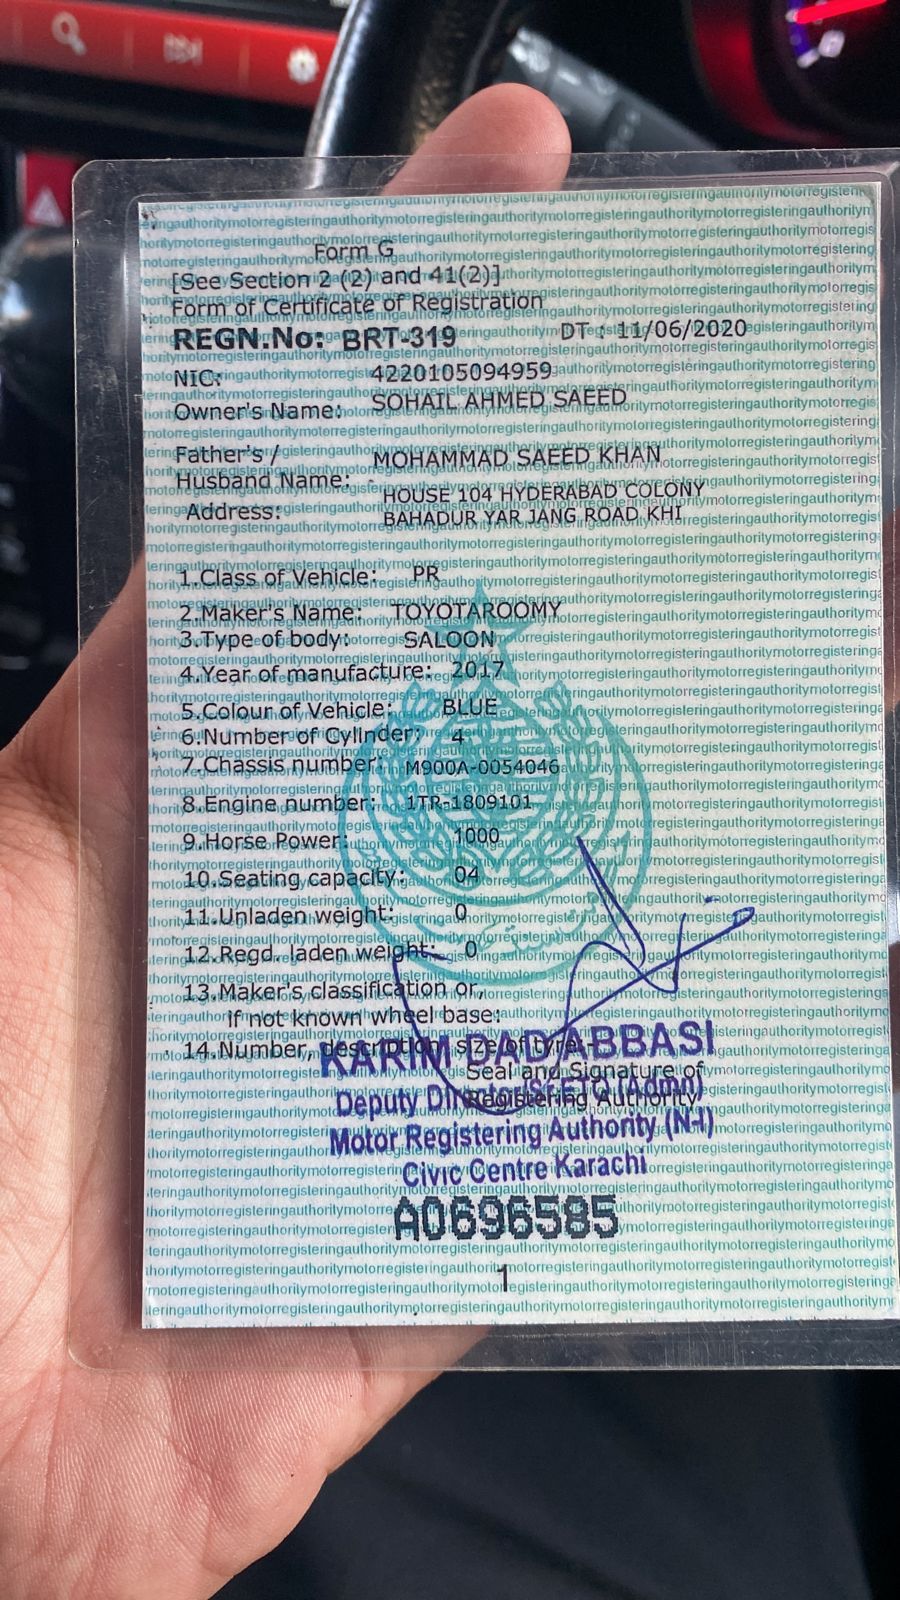 Form G
[See Section 2 (2) and 41(2)]
Form of Certificate of Registration
REGN.No: BRT-319 DT : 11/06/2020
NIC: 4220105094959
Owner's Name: SOHAIL AHMED SAEED
Father's /
Husband Name: MOHAMMAD SAEED KHAN
Address: HOUSE 104 HYDERABAD COLONY
BAHADUR YAR JANG ROAD KHI
1.Class of Vehicle: PR
2.Maker's Name: TOYOTAROOMY
3.Type of body: SALOON
4.Year of manufacture: 2017
5.Colour of Vehicle: BLUE
6.Number of Cylinder: 4
7.Chassis number: M900A-0054046
8.Engine number: 1TR-1809101
9.Horse Power: 1000
10.Seating capacity: 04
11.Unladen weight: 0
12.Regd. laden weight: 0
13.Maker's classification or,
if not known wheel base:
14.Number, description size of tyre:-
KARIM DAD ABBASI
Seal and Signature of
Deputy Director/Sr.ETO (Admn)
Registering Authority
Motor Registering Authority (N-I)
Civic Centre Karachi
A0696585
1